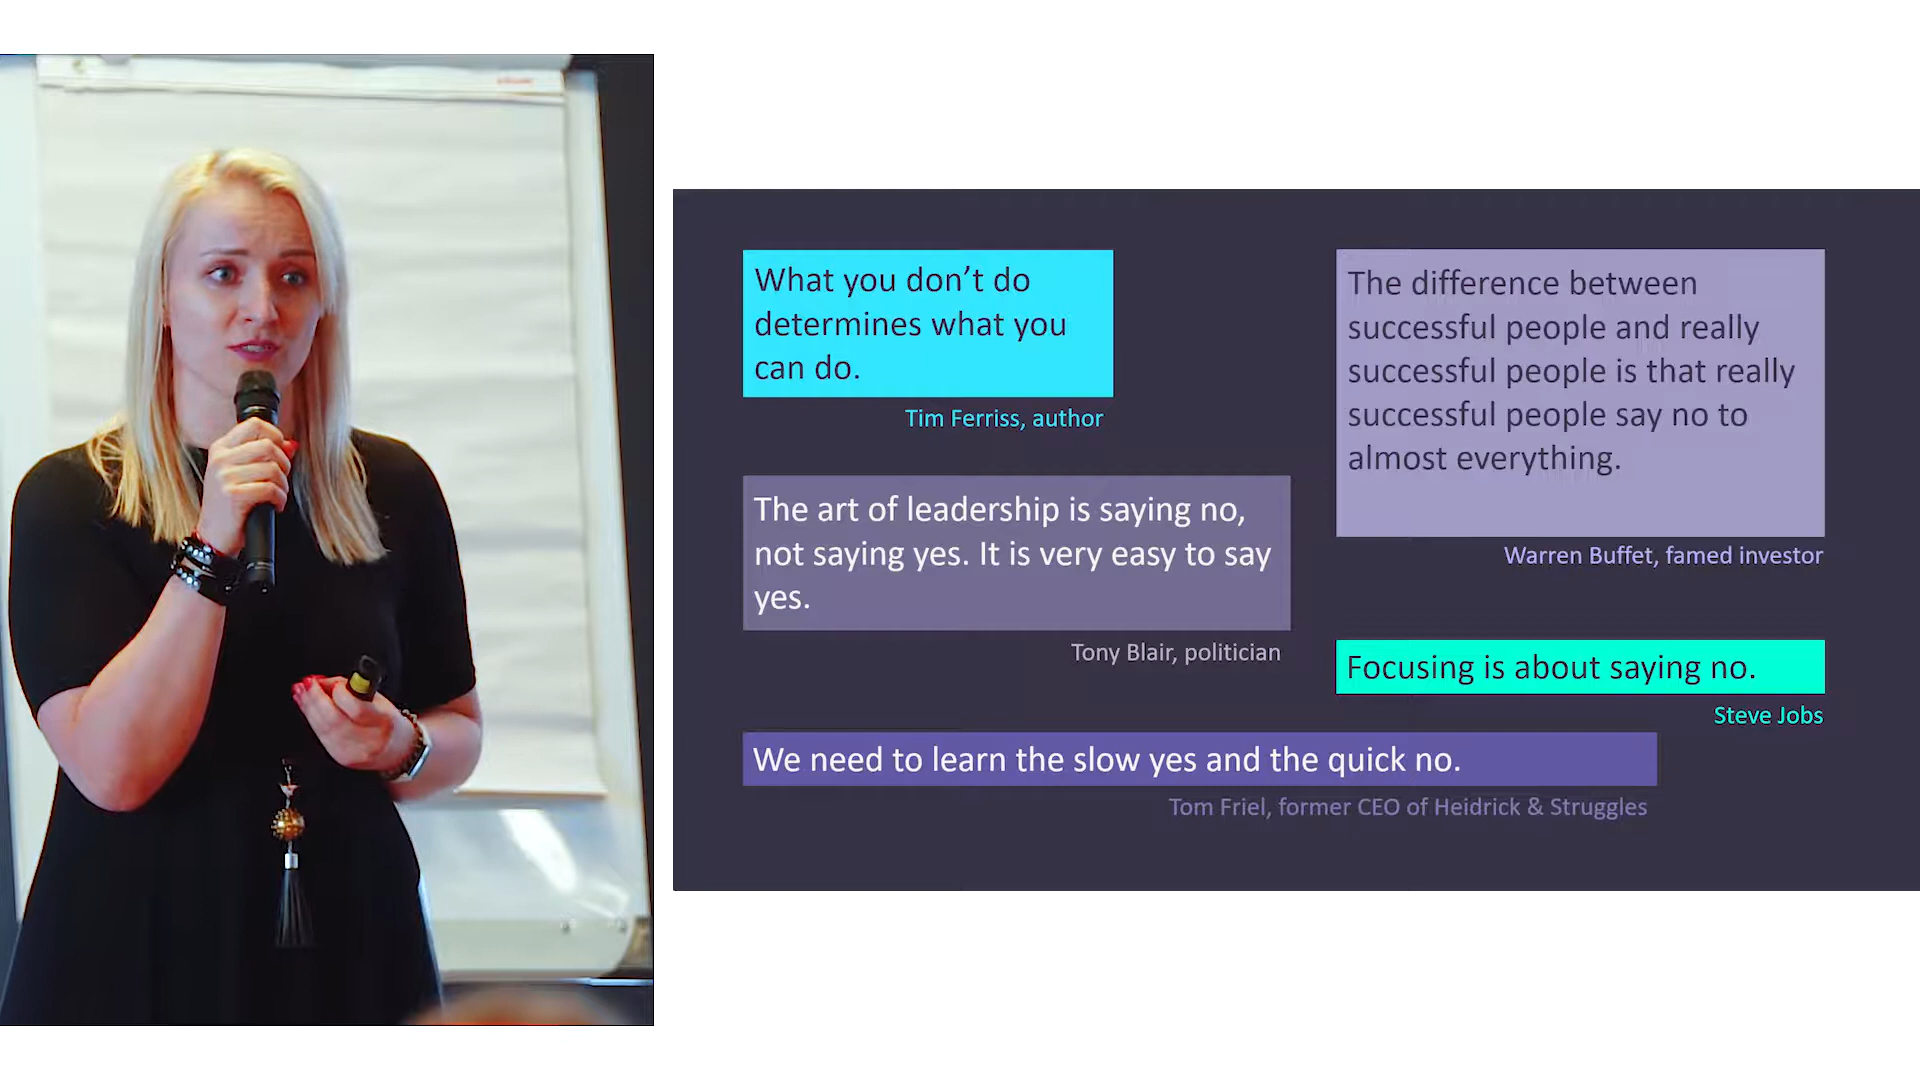 What you don’t do
determines what you
can do.
Tim Ferriss, author
The difference between
successful people and really
successful people is that really
successful people say no to
almost everything.
Warren Buffet, famed investor
The art of leadership is saying no,
not saying yes. It is very easy to say
yes.
Tony Blair, politician
Focusing is about saying no.
Steve Jobs
We need to learn the slow yes and the quick no.
Tom Friel, former CEO of Heidrick & Struggles